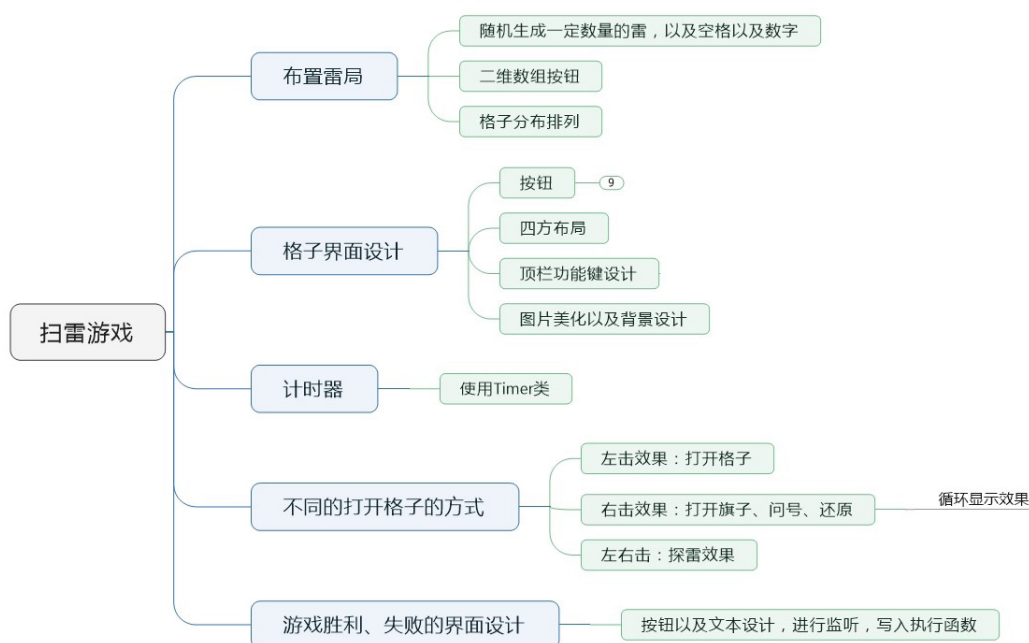 扫雷游戏
布置雷局
随机生成一定数量的雷，以及空格以及数字
二维数组按钮
格子分布排列
格子界面设计
按钮
9
四方布局
顶栏功能键设计
图片美化以及背景设计
计时器
使用Timer类
不同的打开格子的方式
左击效果：打开格子
右击效果：打开旗子、问号、还原
循环显示效果
左右击：探雷效果
游戏胜利、失败的界面设计
按钮以及文本设计，进行监听，写入执行函数